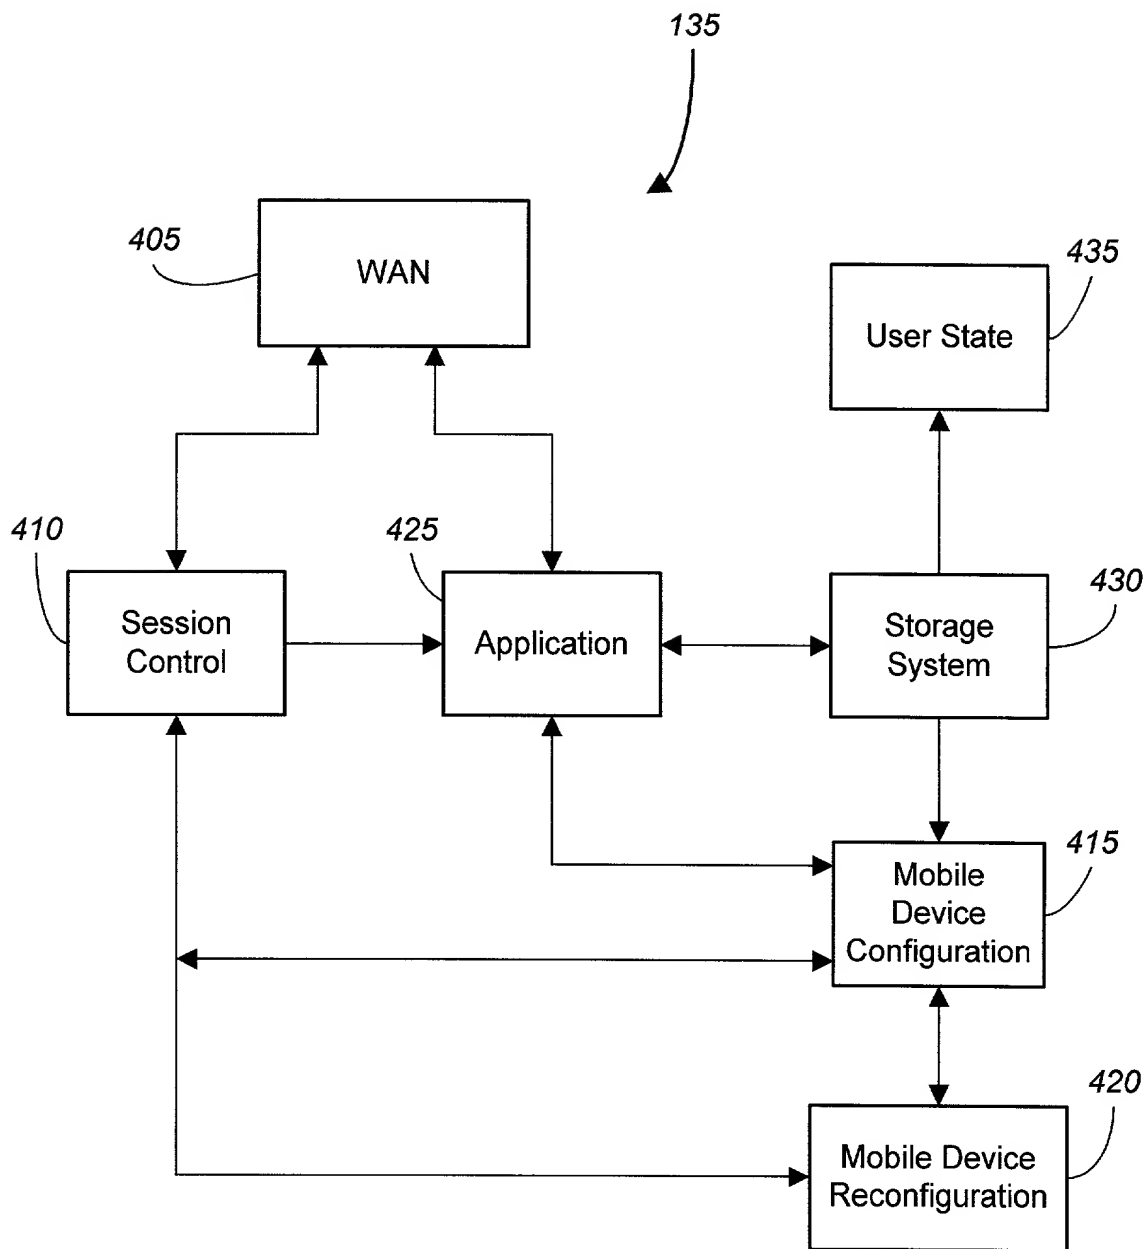 135
405
WAN
435
User State
410
425
430
Session
Control
Application
Storage
System
415
Mobile
Device
Configuration
420
Mobile Device
Reconfiguration